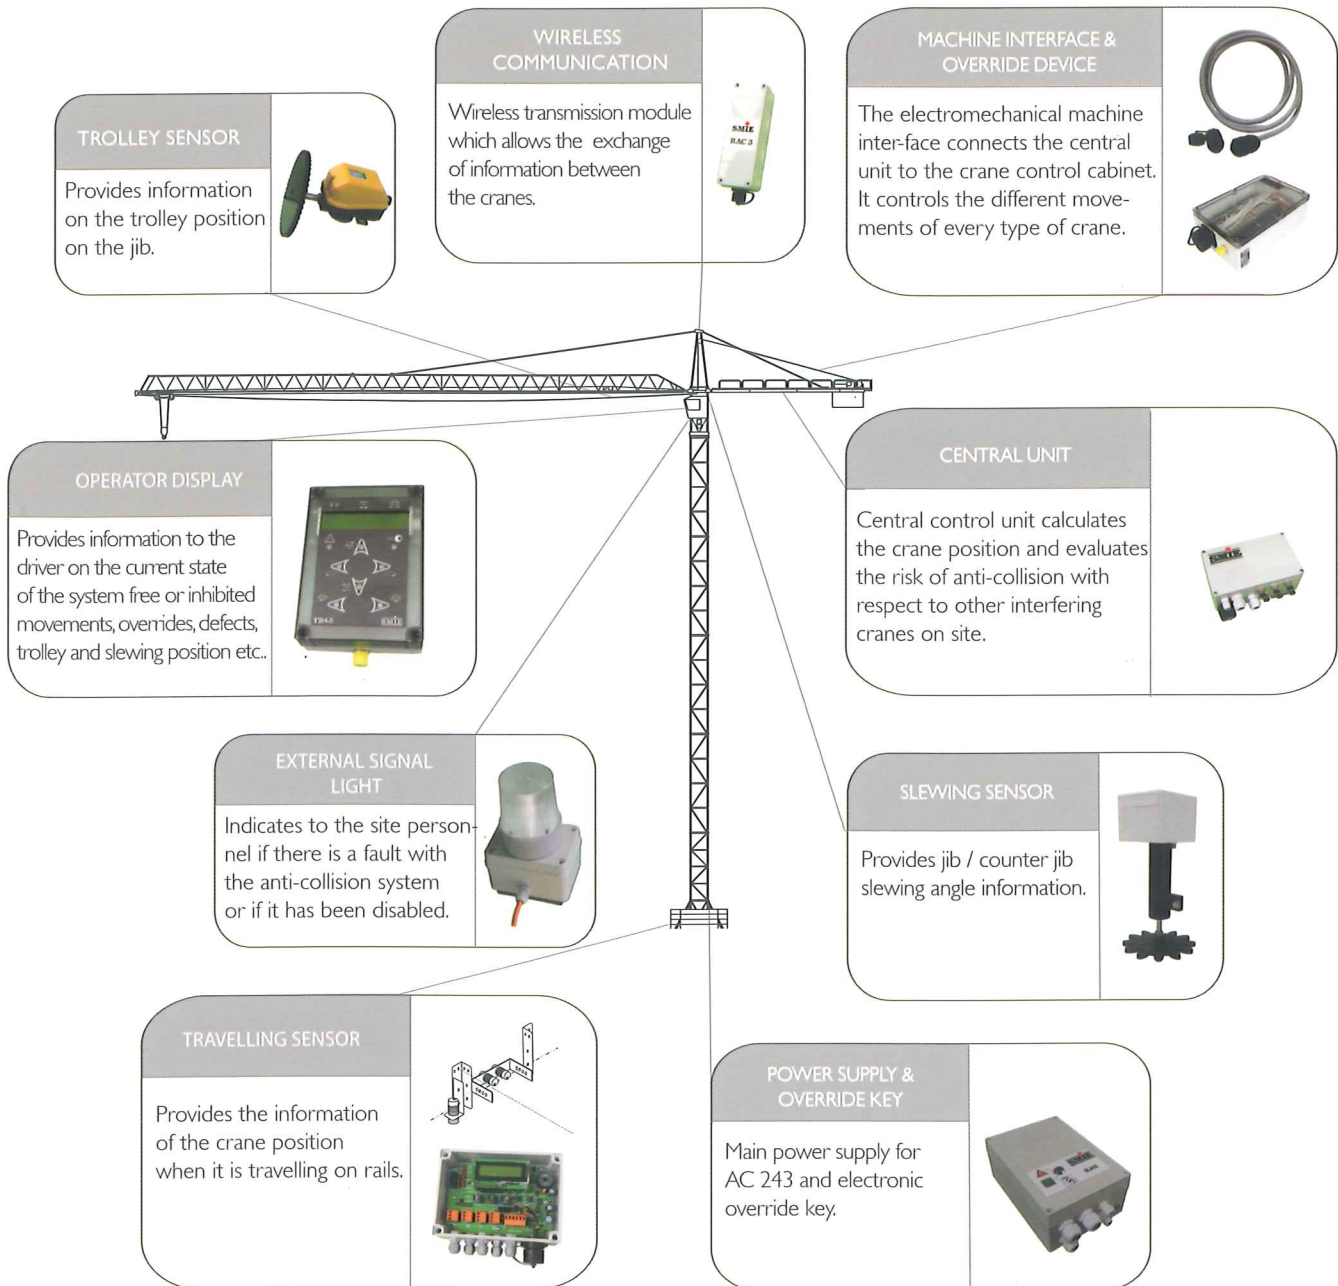 WIRELESS
COMMUNICATION
Wireless transmission module
which allows the exchange
of information between
the cranes.
SMIE
RAC 3
MACHINE INTERFACE &
OVERRIDE DEVICE
The electromechanical machine
inter-face connects the central
unit to the crane control cabinet.
It controls the different move-
ments of every type of crane.
TROLLEY SENSOR
Provides information
on the trolley position
on the jib.
OPERATOR DISPLAY
Provides information to the
driver on the current state
of the system free or inhibited
movements, overrides, defects,
trolley and slewing position etc..
SMIE
CENTRAL UNIT
Central control unit calculates
the crane position and evaluates
the risk of anti-collision with
respect to other interfering
cranes on site.
SMIE
EXTERNAL SIGNAL
LIGHT
Indicates to the site person-
nel if there is a fault with
the anti-collision system
or if it has been disabled.
SLEWING SENSOR
Provides jib / counter jib
slewing angle information.
TRAVELLING SENSOR
Provides the information
of the crane position
when it is travelling on rails.
POWER SUPPLY &
OVERRIDE KEY
Main power supply for
AC 243 and electronic
override key.
SMIE